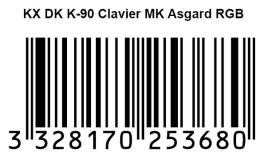 KX DK K-90 Clavier MK Asgard RGB
3 328170 253680